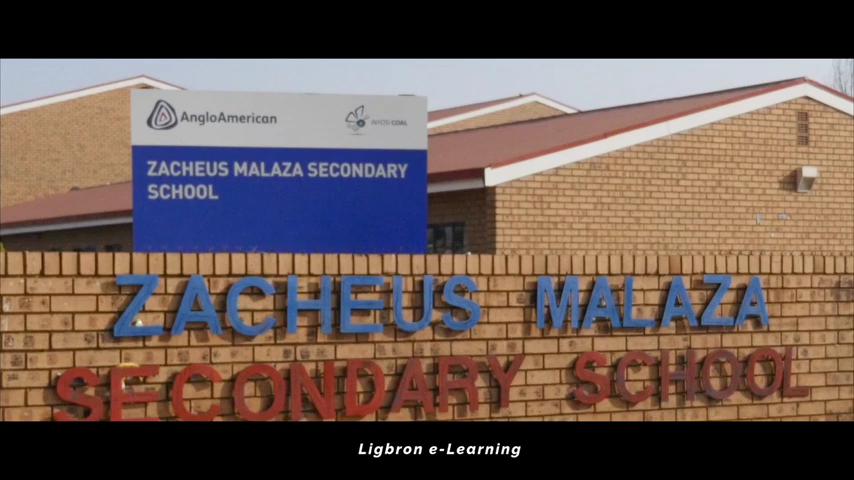 AngloAmerican
ZACHEUS MALAZA SECONDARY
SCHOOL
ZACHEUS MALAZA
SECONDARY SCHOOL
Ligbron e-Learning